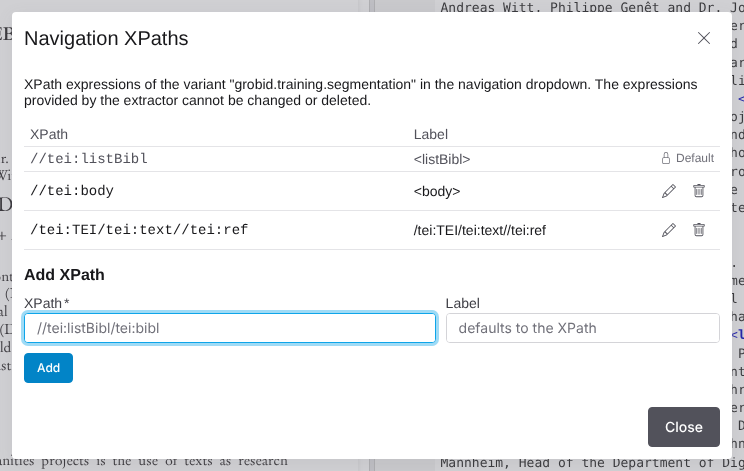 Andreas Witt, Philippe Genêt and Dr. Jo
Navigation XPaths
XPath expressions of the variant "grobid.training.segmentation" in the navigation dropdown. The expressions
provided by the extractor cannot be changed or deleted.
XPath Label
//tei:listBibl <listBibl> Default
//tei:body <body>
/tei:TEI/tei:text//tei:ref /tei:TEI/tei:text//tei:ref
Add XPath
XPath * Label
//tei:listBibl/tei:bibl defaults to the XPath
Add
Close
nities projects is the use of texts as research
Mannheim, Head of the Department of Dig